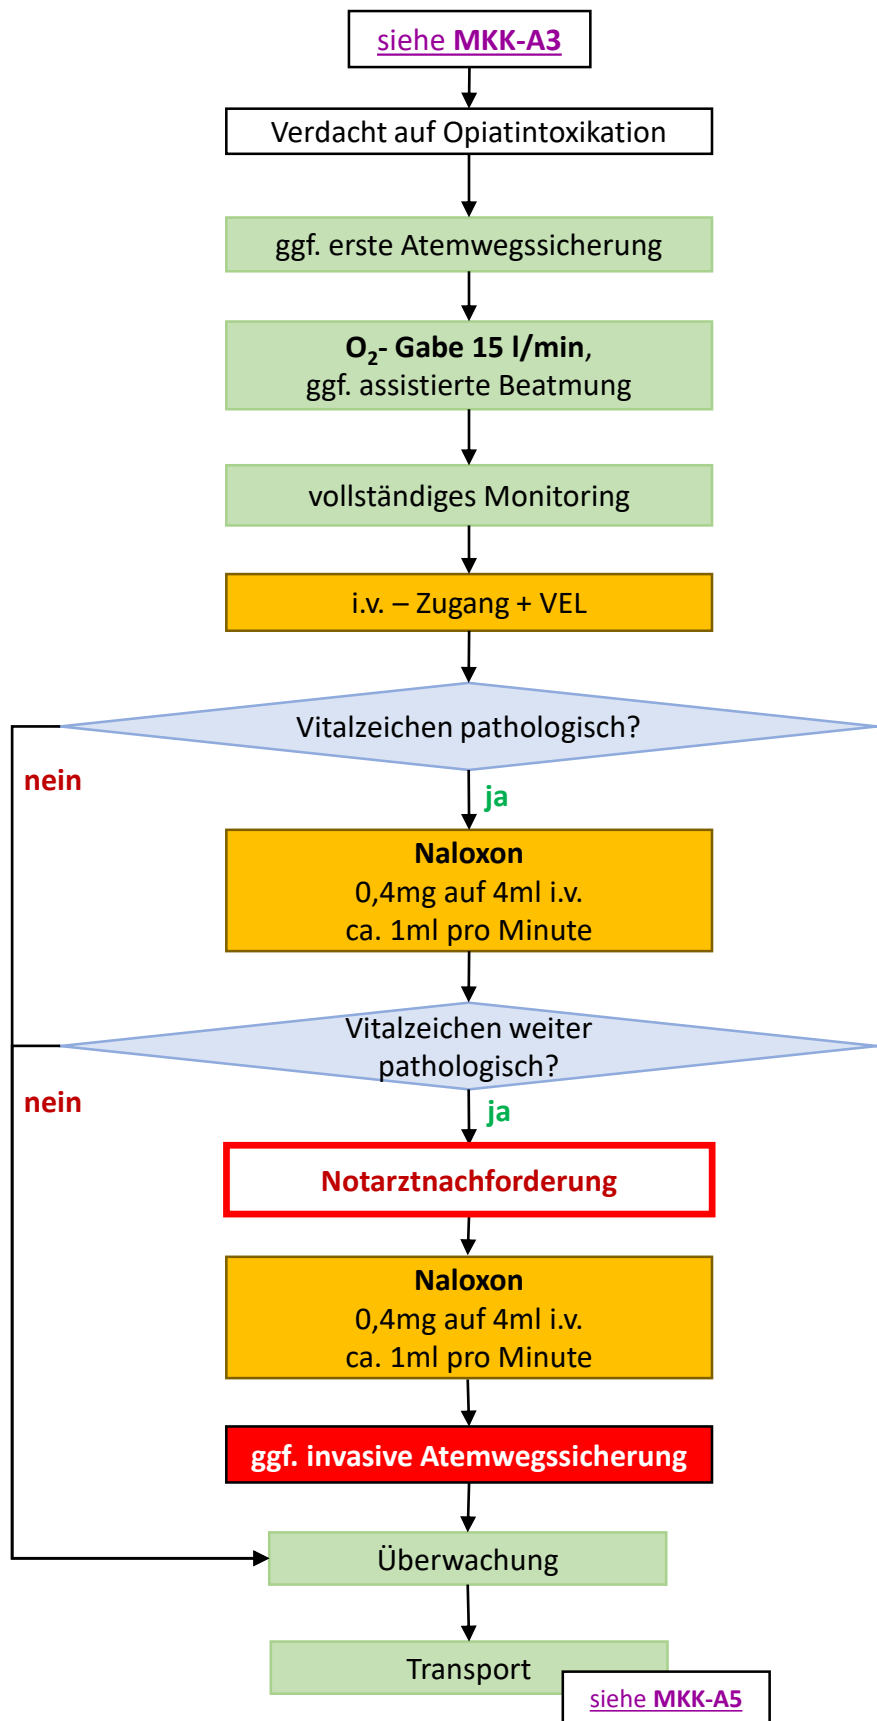 siehe MKK-A3
Verdacht auf Opiatintoxikation
ggf. erste Atemwegssicherung
O₂- Gabe 15 l/min,
ggf. assistierte Beatmung
vollständiges Monitoring
i.v. – Zugang + VEL
Vitalzeichen pathologisch?
nein
ja
Naloxon
0,4mg auf 4ml i.v.
ca. 1ml pro Minute
Vitalzeichen weiter
pathologisch?
nein
ja
Notarztnachforderung
Naloxon
0,4mg auf 4ml i.v.
ca. 1ml pro Minute
ggf. invasive Atemwegssicherung
Überwachung
Transport
siehe MKK-A5